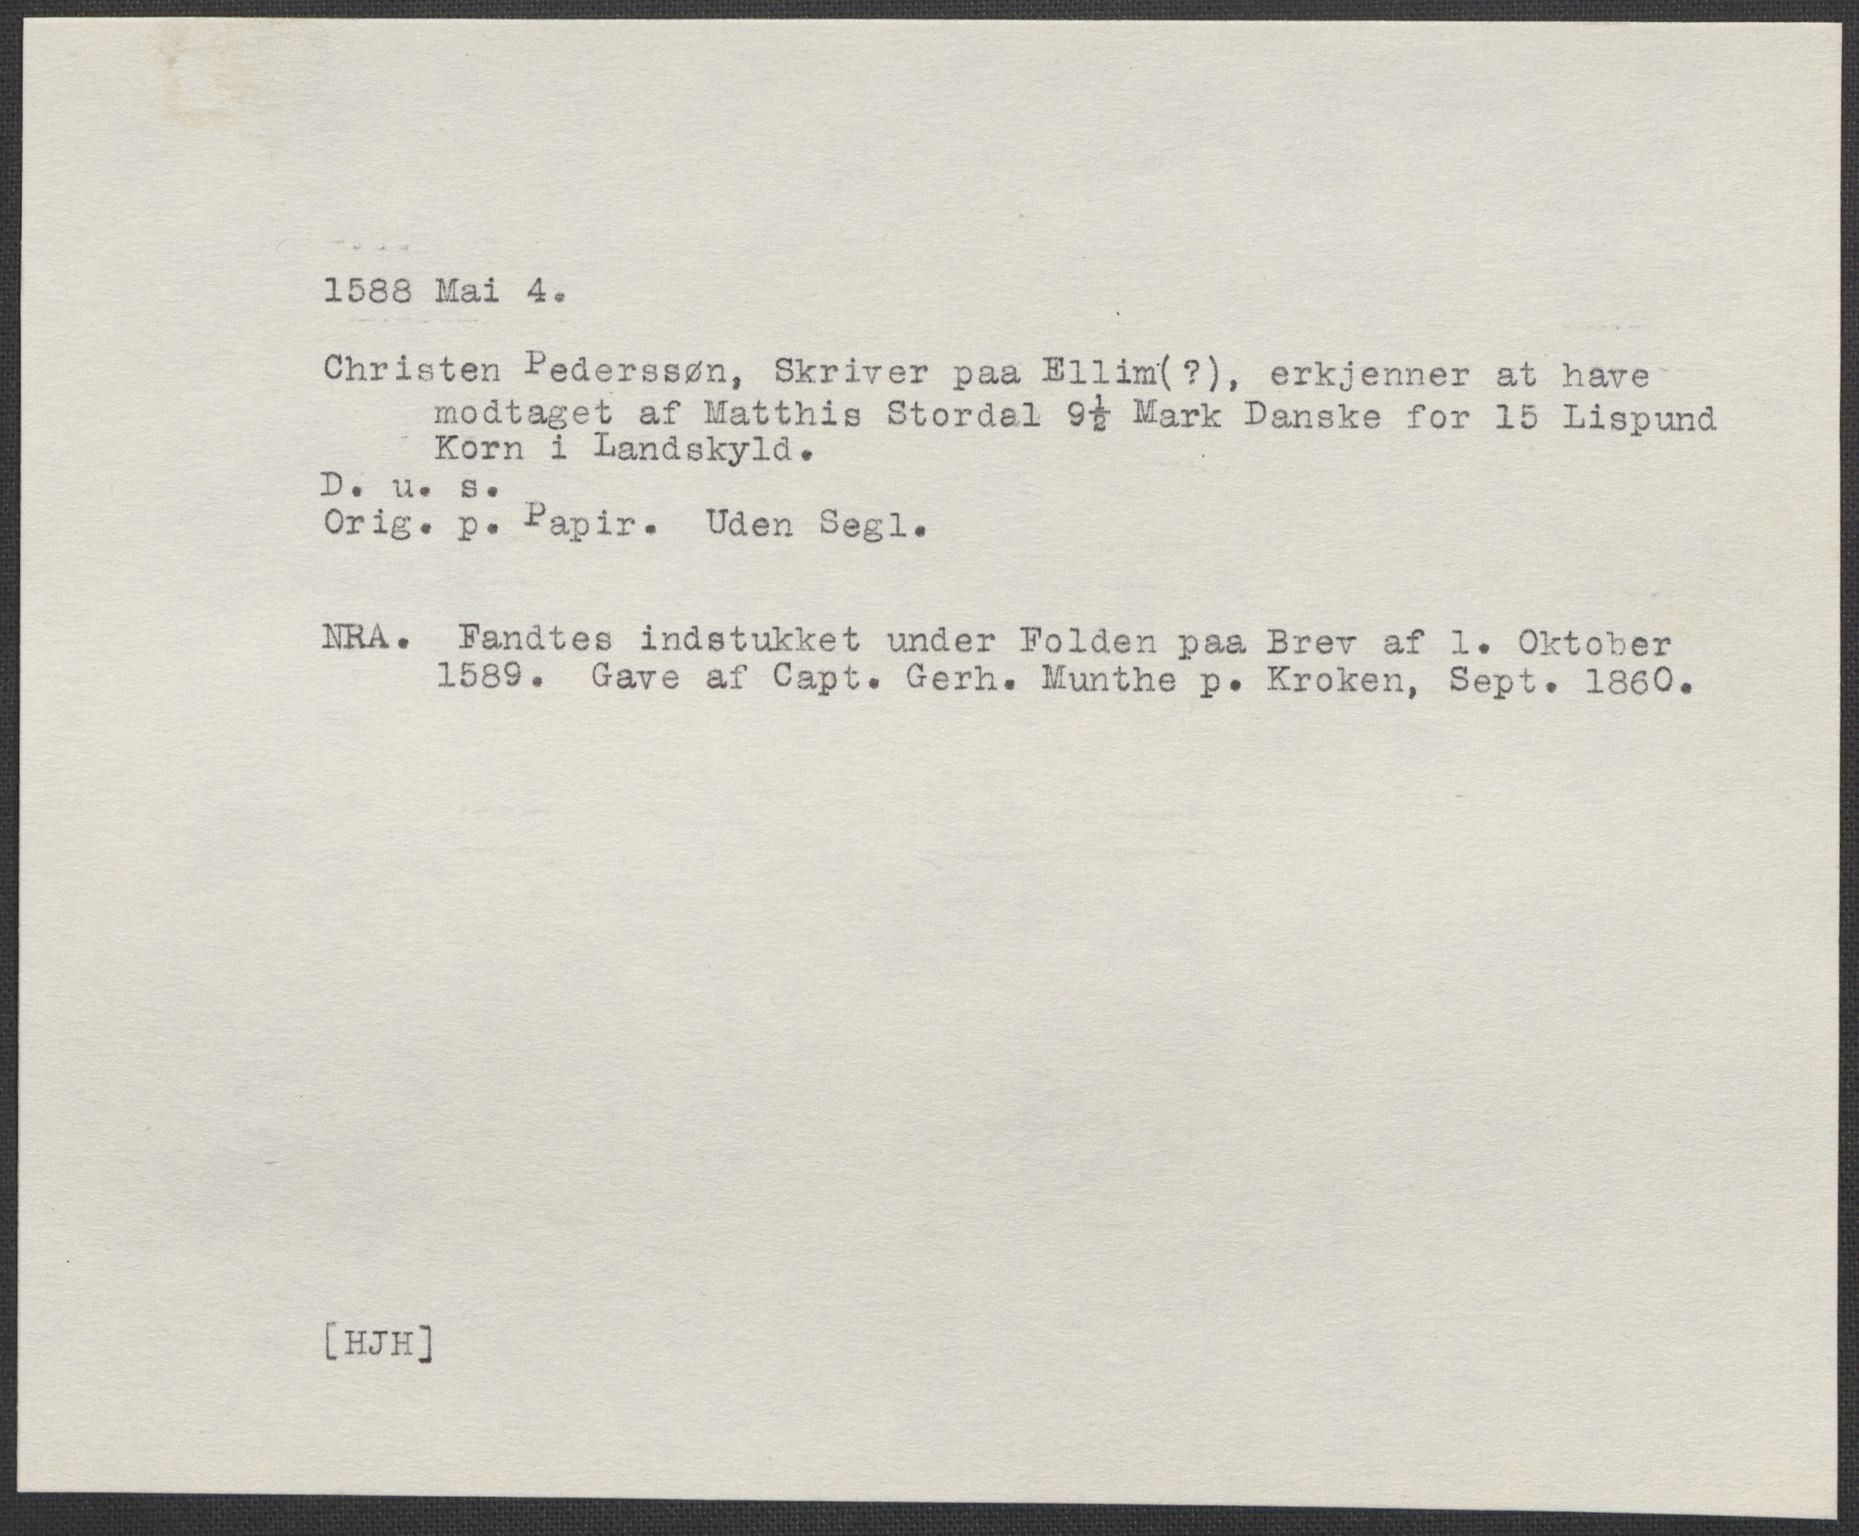 1588 Mai 4.
Christen Pederssøn, Skriver paa Ellim(?), erkjenner at have
modtaget af Matthis Stordal 9½ Mark Danske for 15 Lispund
Korn i Landskyld.
D. u. s.
Orig. p. Papir. Uden Segl.
NRA. Fandtes indstukket under Folden paa Brev af 1. Oktober
1589. Gave af Capt. Gerh. Munthe p. Kroken, Sept. 1860.
[HJH]